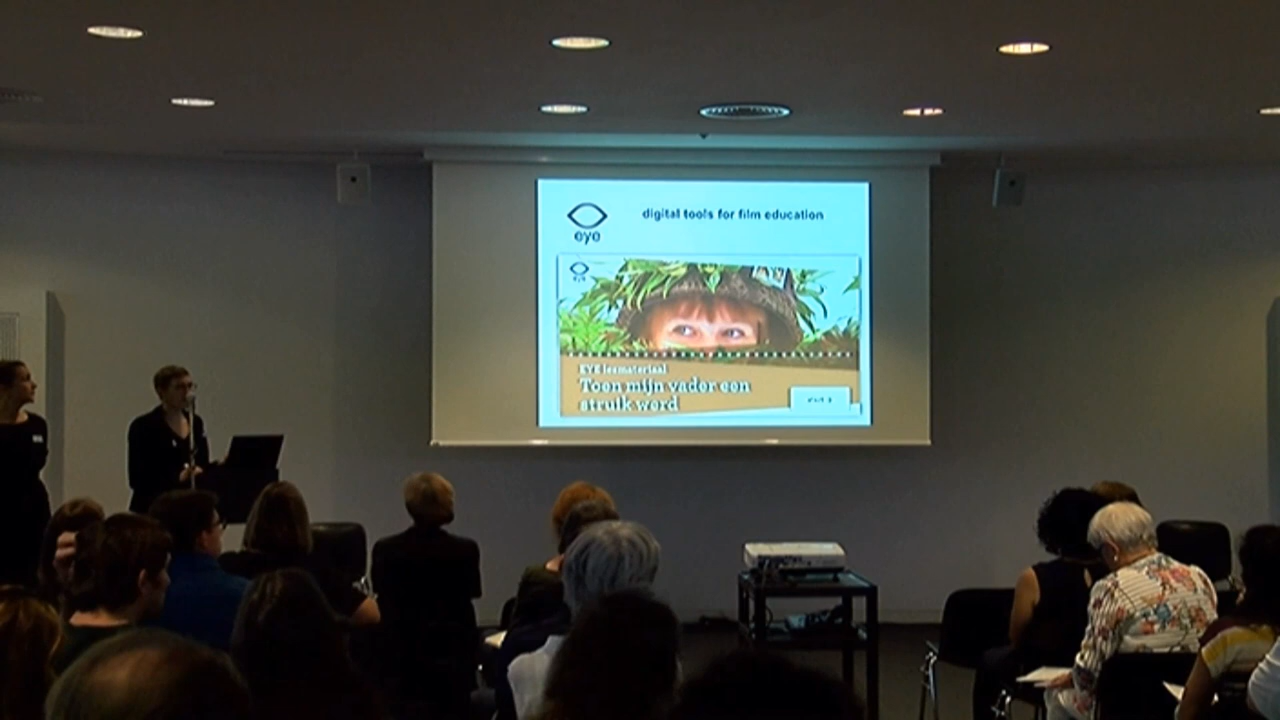 eye
digital tools for film education
EYE lesmateriaal
Toen mijn vader een
struik werd